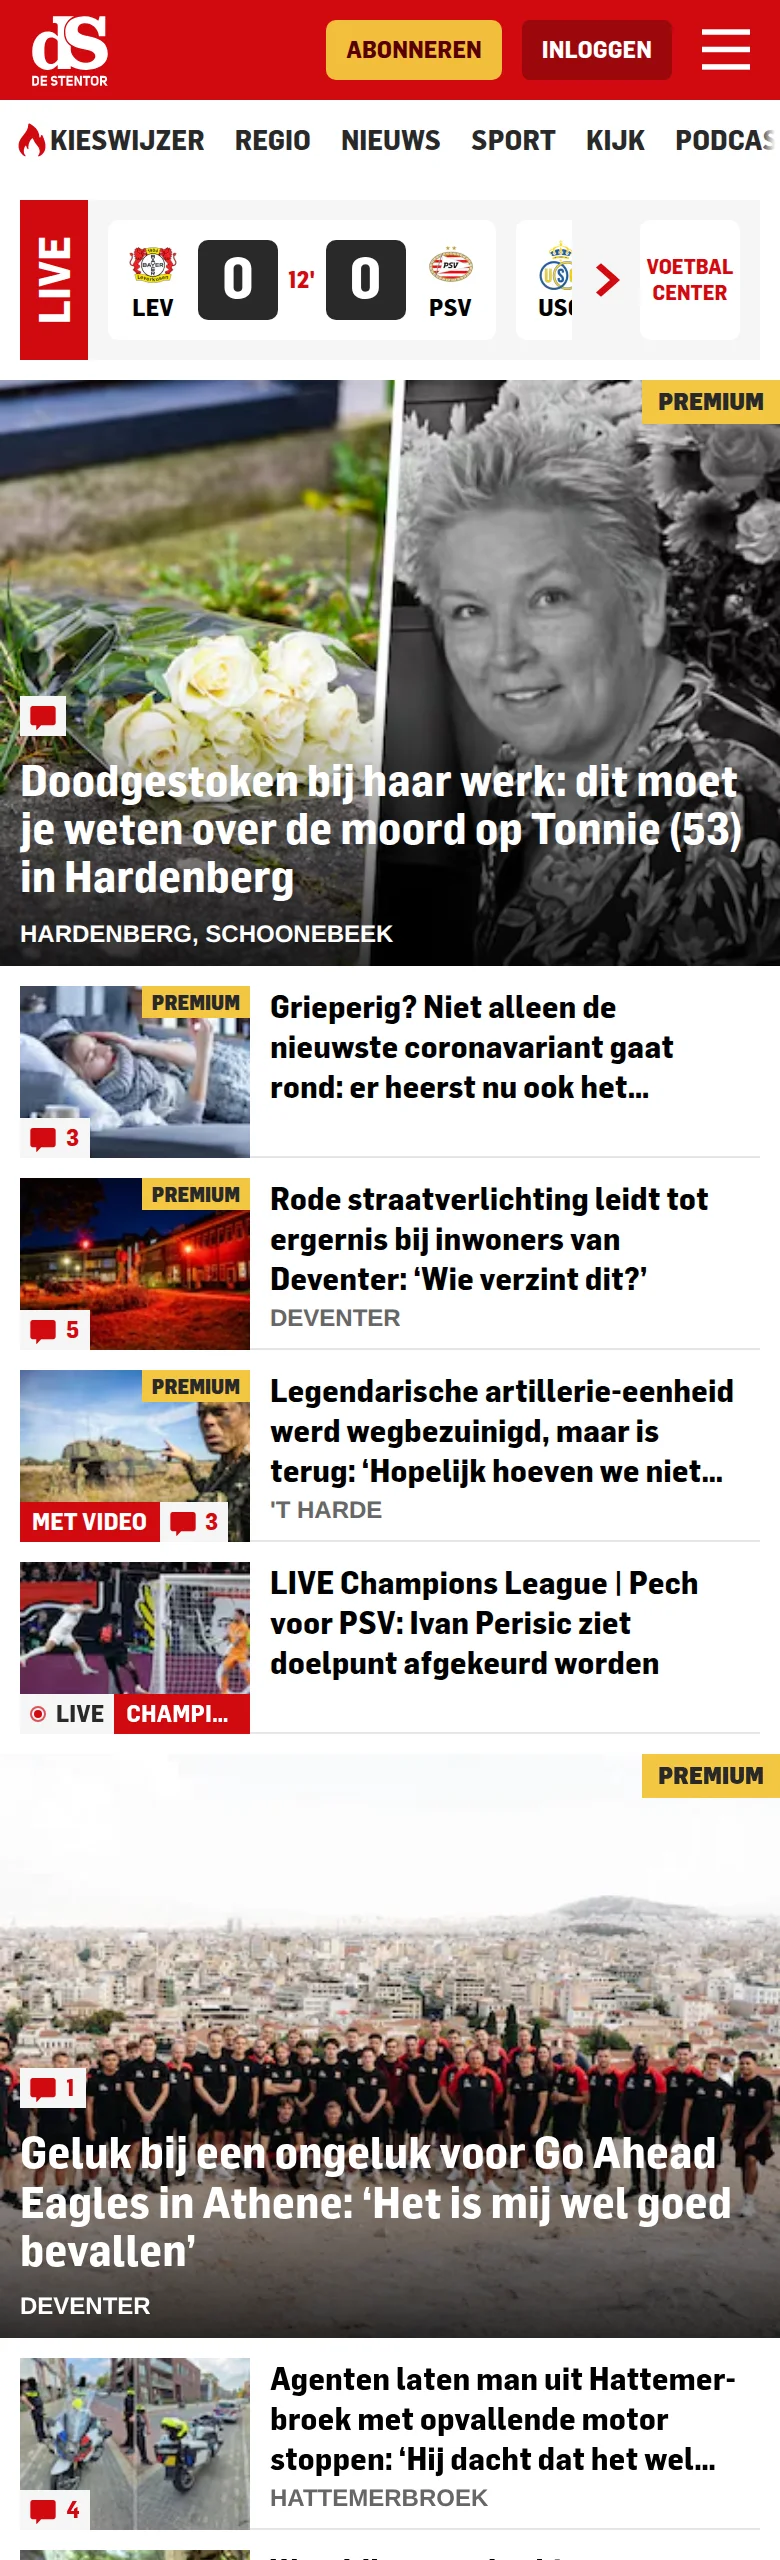 dS
DE STENTOR
ABONNEREN
INLOGGEN
KIESWIJZER REGIO NIEUWS SPORT KIJK
LIVE
LEV
0
12'
0
PSV
PSV
VOETBAL
CENTER
PREMIUM
Doodgestoken bij haar werk: dit moet
je weten over de moord op Tonnie (53)
in Hardenberg
HARDENBERG, SCHOONEBEEK
PREMIUM
3
Grieperig? Niet alleen de
nieuwste coronavariant gaat
rond: er heerst nu ook het...
PREMIUM
5
Rode straatverlichting leidt tot
ergernis bij inwoners van
Deventer: ‘Wie verzint dit?’
DEVENTER
PREMIUM
MET VIDEO
3
Legendarische artillerie-eenheid
werd wegbezuinigd, maar is
terug: ‘Hopelijk hoeven we niet...
'T HARDE
LIVE
CHAMPI...
LIVE Champions League | Pech
voor PSV: Ivan Perisic ziet
doelpunt afgekeurd worden
PREMIUM
1
Geluk bij een ongeluk voor Go Ahead
Eagles in Athene: ‘Het is mij wel goed
bevallen’
DEVENTER
4
Agenten laten man uit Hattemer-
broek met opvallende motor
stoppen: ‘Hij dacht dat het wel...
HATTEMERBROEK